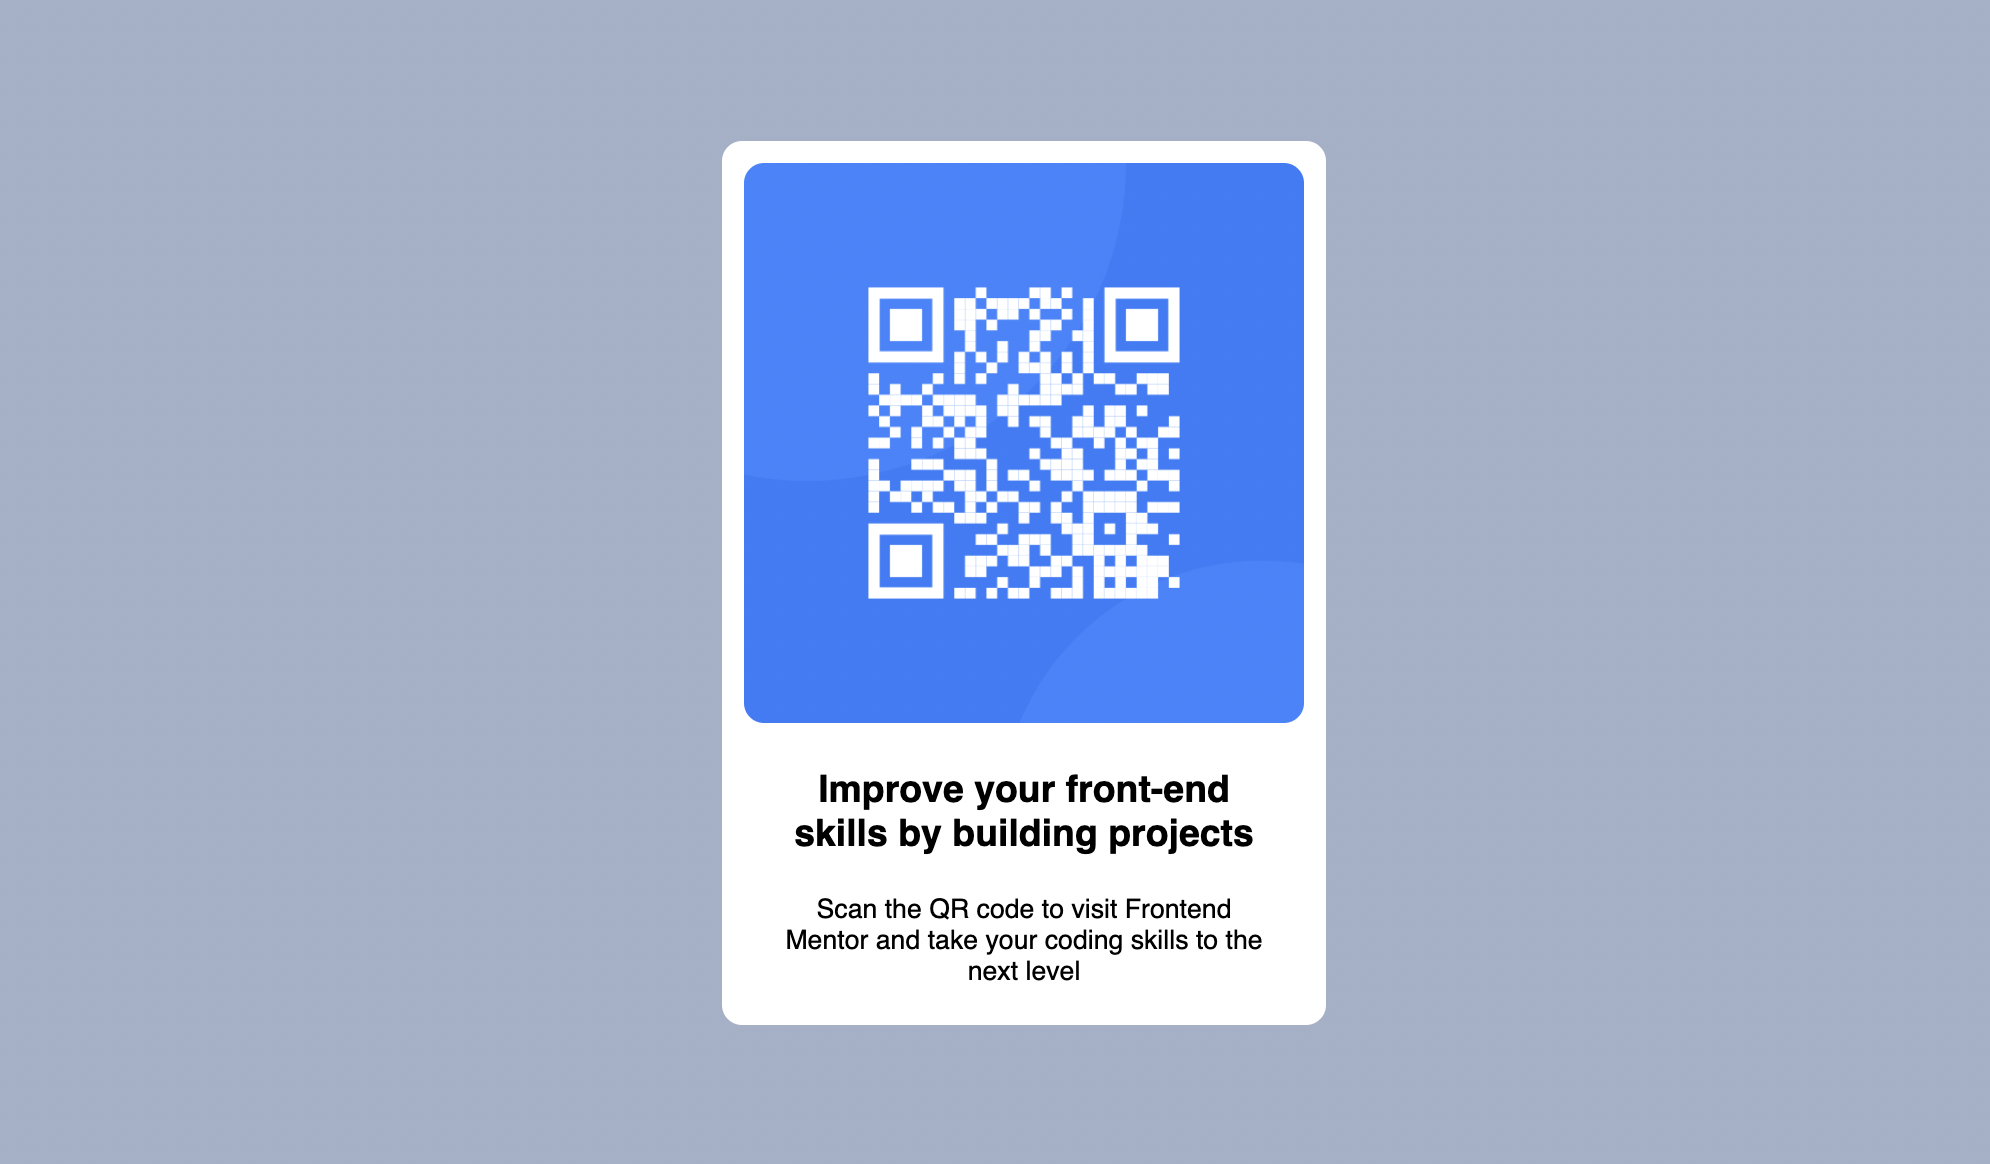 Improve your front-end
skills by building projects
Scan the QR code to visit Frontend
Mentor and take your coding skills to the
next level